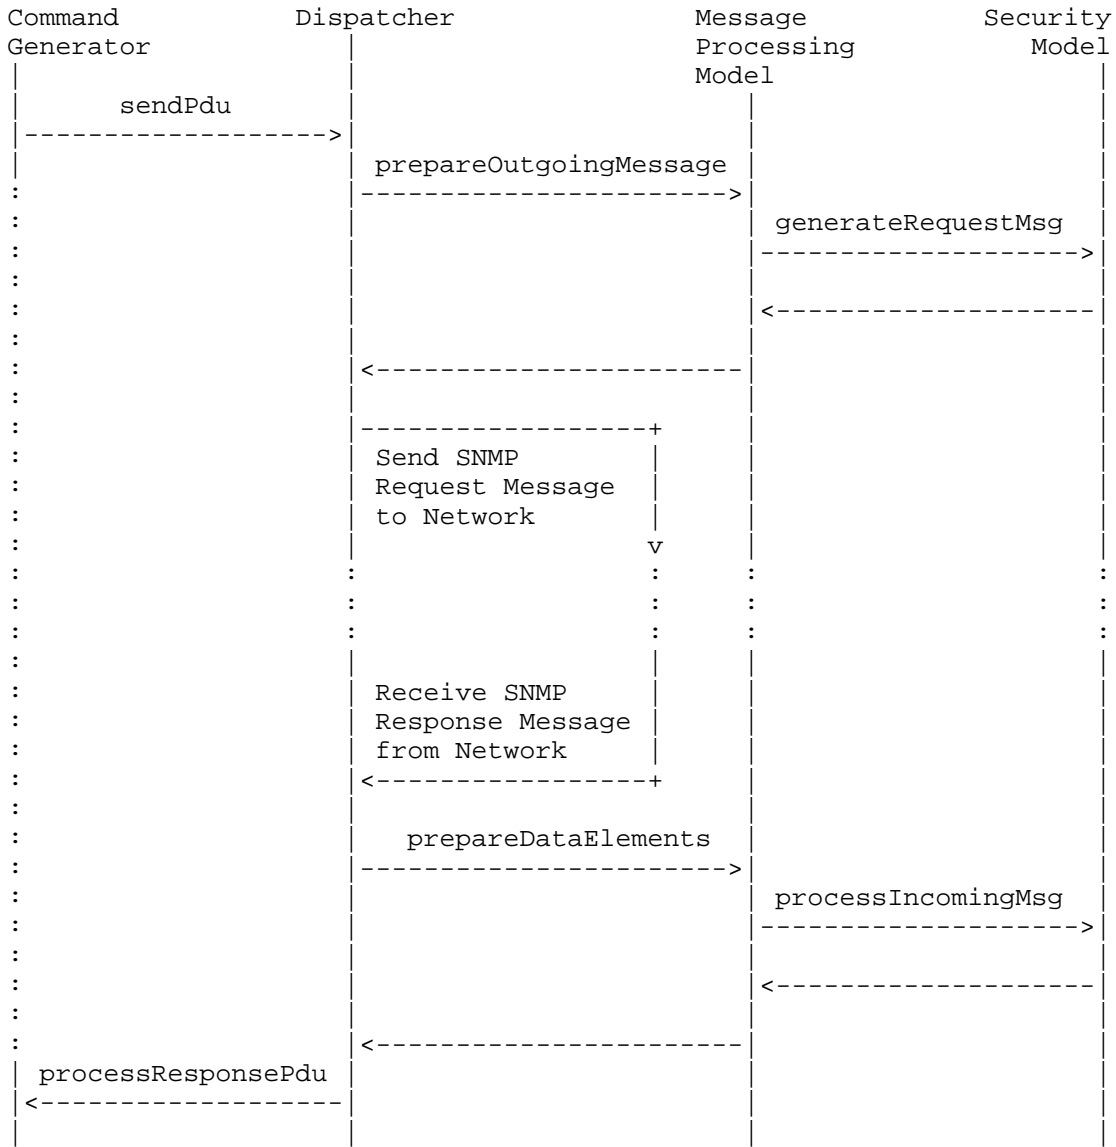 Command Dispatcher Message Security
Generator Processing Model
Model
sendPdu
prepareOutgoingMessage
generateRequestMsg
Send SNMP
Request Message
to Network
v
Receive SNMP
Response Message
from Network
prepareDataElements
processIncomingMsg
processResponsePdu